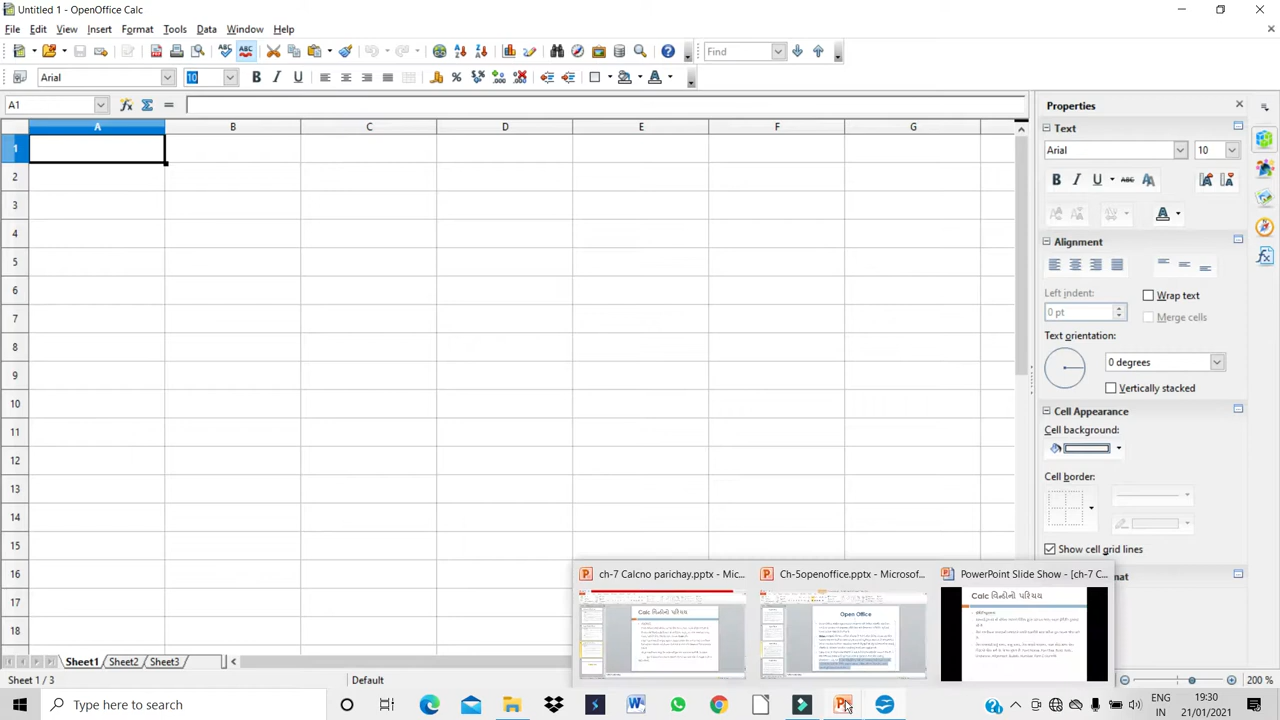 Untitled 1 - OpenOffice Calc
File Edit View Insert Format Tools Data Window Help
Find
Arial 10
A1
A B C D E F G
1
2
3
4
5
6
7
8
9
10
11
12
13
14
15
16
17
18
Properties
Text
Arial 10
Alignment
Left indent:
0 pt
Wrap text
Merge cells
Text orientation:
0 degrees
Vertically stacked
Cell Appearance
Cell background:
Cell border:
Show cell grid lines
ch-7 Calcno parichay.pptx - Mic...
Ch-5openoffice.pptx - Microsof...
PowerPoint Slide Show - [ch-7 C...
Open Office
Calc વિન્ડોનો પરિચય
Sheet1 Sheet2 Sheet3
Sheet 1 / 3 Default 200 %
Type here to search
ENG
IN
19:30
21/01/2021